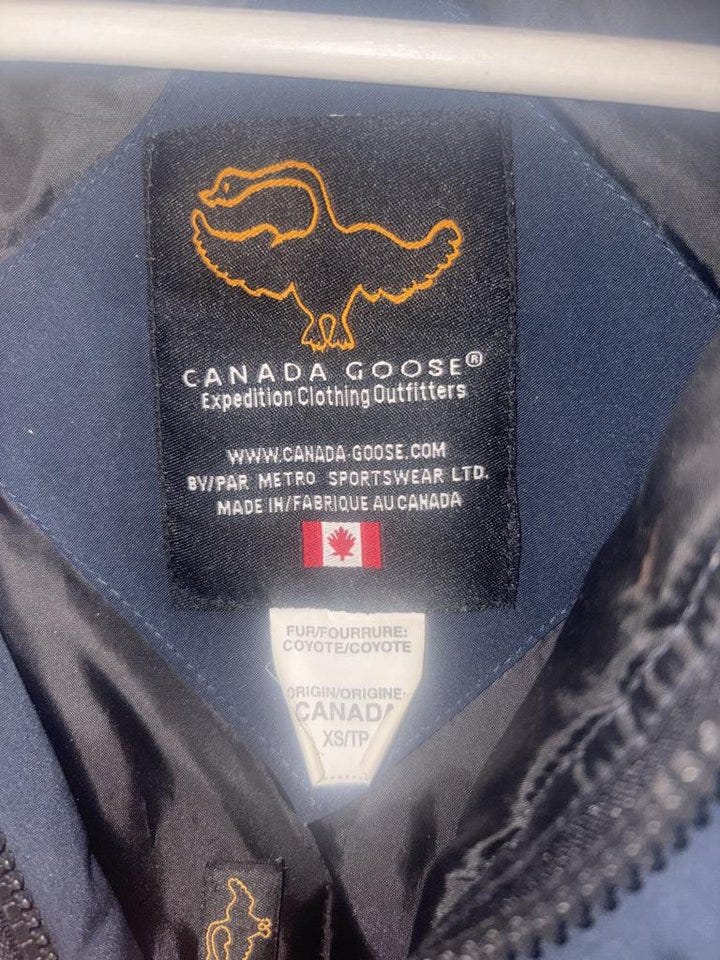 CANADA GOOSE®
Expedition Clothing Outfitters
WWW.CANADA-GOOSE.COM
BY/PAR METRO SPORTSWEAR LTD.
MADE IN/FABRIQUE AU CANADA
FUR/FOURRURE:
COYOTE/COYOTE
ORIGIN/ORIGINE:
CANADA
XS/TP